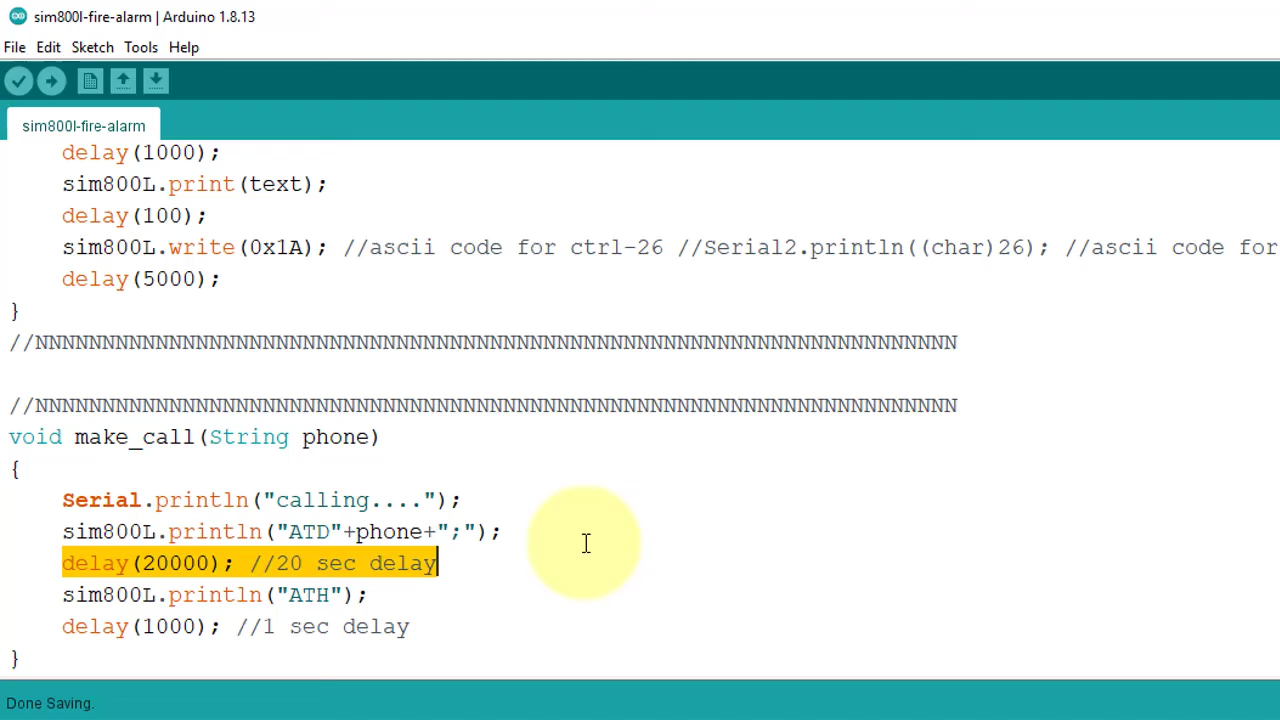 sim800l-fire-alarm | Arduino 1.8.13
File Edit Sketch Tools Help
sim800l-fire-alarm
delay(1000);
sim800L.print(text);
delay(100);
sim800L.write(0x1A); //ascii code for ctrl-26 //Serial2.println((char)26); //ascii code for
delay(5000);
}
//NNNNNNNNNNNNNNNNNNNNNNNNNNNNNNNNNNNNNNNNNNNNNNNNNNNNNNNNNNNNNNNNNNNNN
//NNNNNNNNNNNNNNNNNNNNNNNNNNNNNNNNNNNNNNNNNNNNNNNNNNNNNNNNNNNNNNNNNNNNN
void make_call(String phone)
{
Serial.println("calling....");
sim800L.println("ATD"+phone+";");
delay(20000); //20 sec delay
sim800L.println("ATH");
delay(1000); //1 sec delay
}
Done Saving.